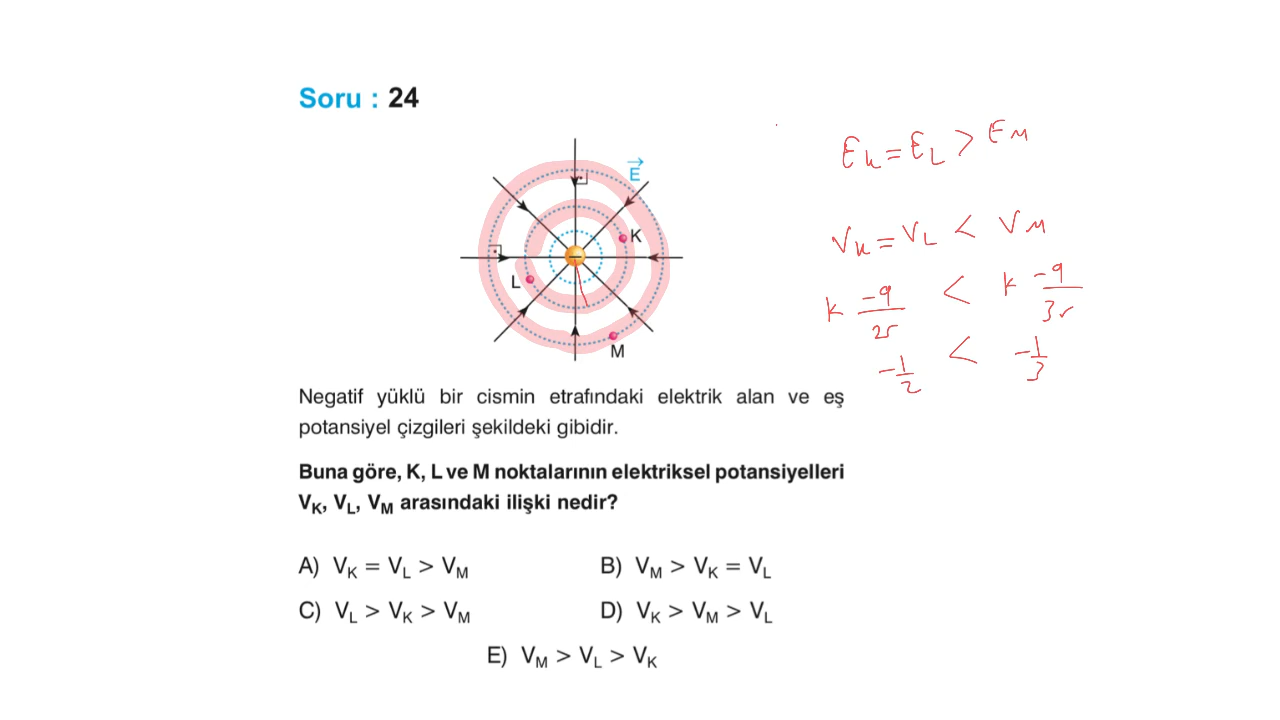 Soru : 24
E
K
L
M
Negatif yüklü bir cismin etrafındaki elektrik alan ve eş
potansiyel çizgileri şekildeki gibidir.
Buna göre, K, L ve M noktalarının elektriksel potansiyelleri
VK, VL, VM arasındaki ilişki nedir?
A) VK = VL > VM
B) VM > VK = VL
C) VL > VK > VM
D) VK > VM > VL
E) VM > VL > VK
EK = EL > EM
VK = VL < VM
k -q/2r < k -q/3r
-1/2 < -1/3